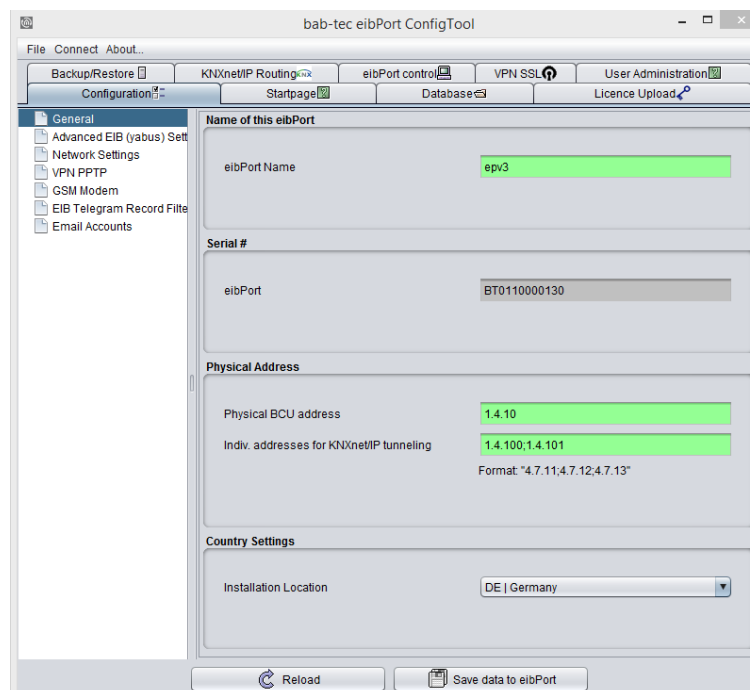 bab-tec eibPort ConfigTool
File Connect About...
Backup/Restore KNXnet/IP Routing KNX eibPort control VPN SSL User Administration
Configuration Startpage Database Licence Upload
General
Advanced EIB (yabus) Sett
Network Settings
VPN PPTP
GSM Modem
EIB Telegram Record Filte
Email Accounts
Name of this eibPort
eibPort Name epv3
Serial #
eibPort BT0110000130
Physical Address
Physical BCU address 1.4.10
Indiv. addresses for KNXnet/IP tunneling 1.4.100;1.4.101
Format: "4.7.11;4.7.12;4.7.13"
Country Settings
Installation Location DE | Germany
Reload Save data to eibPort